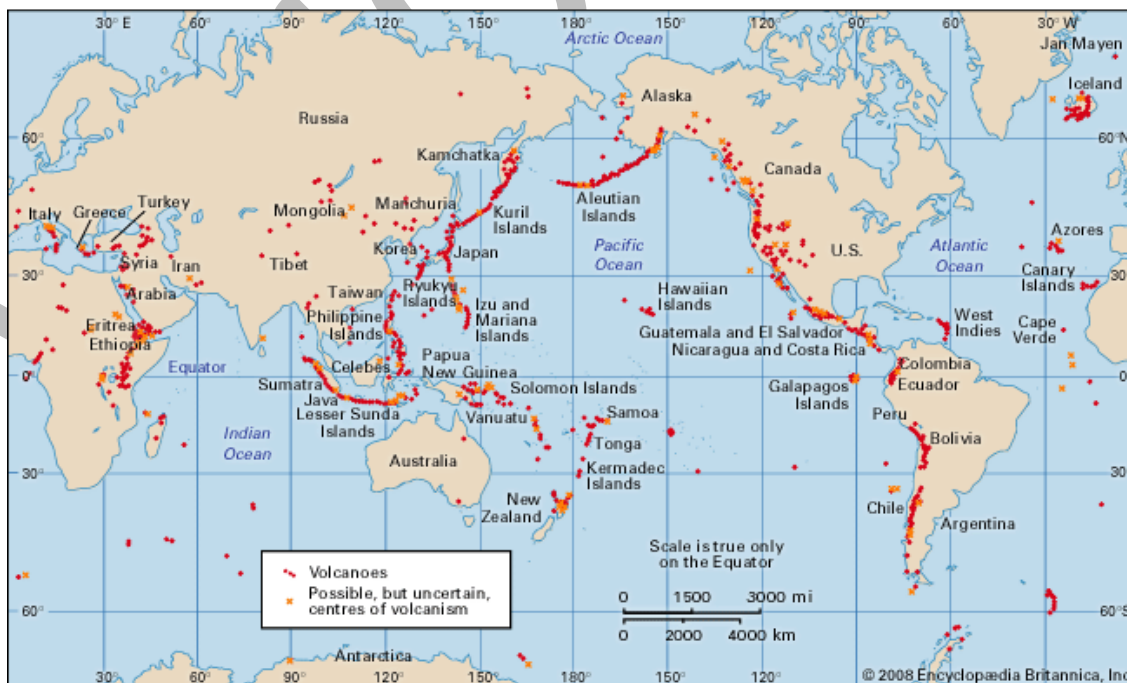 30° E
60°
90°
120°
150°
180°
150°
120°
90°
60°
30° W
Arctic Ocean
Jan Mayen
Iceland
Alaska
Russia
60°
60°N
Kamchatka
Canada
Mongolia
Manchuria
Kuril
Islands
Aleutian
Islands
Italy
Greece
Turkey
Azores
Korea
Japan
Pacific
Ocean
U.S.
Atlantic
Ocean
Syria
Iran
Tibet
30°
30°
Canary
Islands
Arabia
Taiwan
Ryukyu
Islands
Izu and
Mariana
Islands
Hawaiian
Islands
Philippine
Islands
West
Indies
Cape
Verde
Eritrea
Ethiopia
Guatemala and El Salvador
Nicaragua and Costa Rica
Equator
Celebes
Papua
New Guinea
Colombia
Ecuador
0°
0°
Sumatra
Java
Lesser Sunda
Islands
Solomon Islands
Galapagos
Islands
Vanuatu
Samoa
Peru
Bolivia
Tonga
Indian
Ocean
Australia
Kermadec
Islands
30°
30°
New
Zealand
Chile
Argentina
Scale is true only
on the Equator
Volcanoes
Possible, but uncertain,
centres of volcanism
0 1500 3000 mi
0 2000 4000 km
60°
60°S
Antarctica
30°
60°
90°
120°
150°
180°
150°
120°
90°
60°
30°
© 2008 Encyclopædia Britannica, Inc